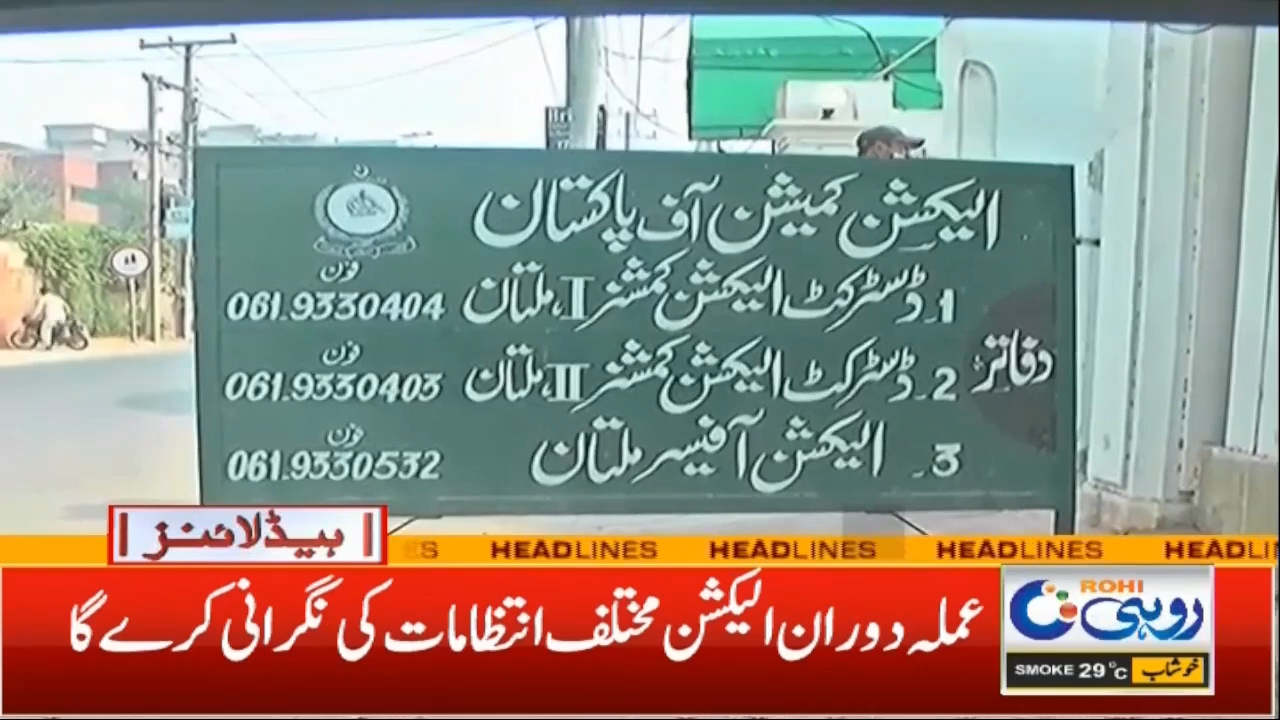 الیکشن کمیشن آف پاکستان
فون
1۔ ڈسٹرکٹ الیکشن کمشنر I، ملتان 061.9330404
فون
دفاتر
2۔ ڈسٹرکٹ الیکشن کمشنر II، ملتان 061.9330403
فون
3۔ الیکشن آفیسر ملتان 061.9330532
ہیڈلائنز
ES HEADLINES HEADLINES HEADLINES HEADLI
عملہ دوران الیکشن مختلف انتظامات کی نگرانی کرے گا
ROHI
روہی
SMOKE 29°C خوشاب